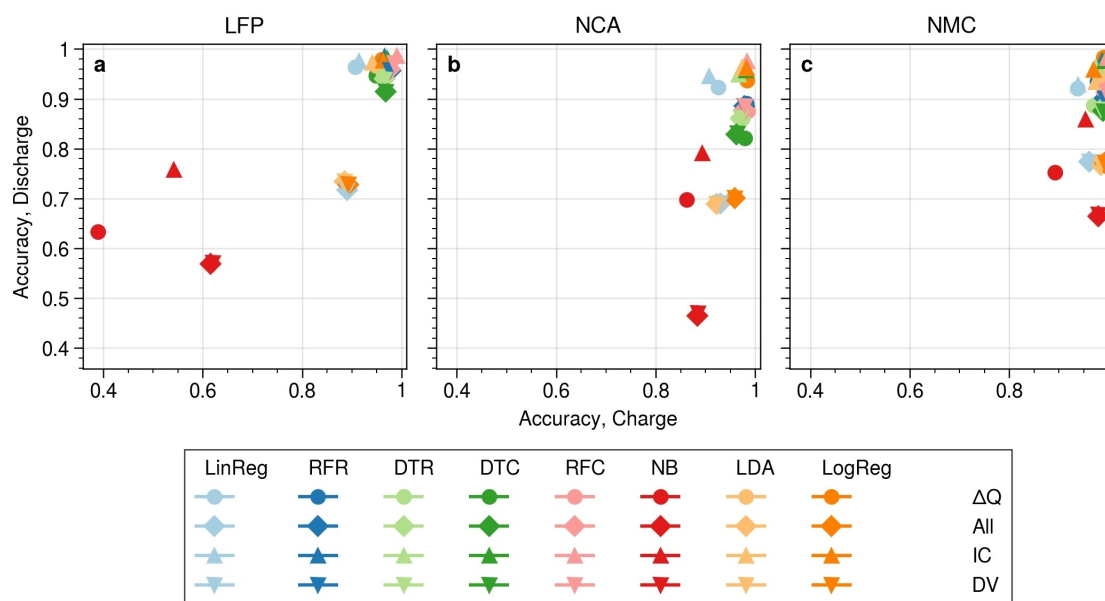 LFP NCA NMC
a b c
1
0.9
0.8
0.7
0.6
0.5
0.4
Accuracy, Discharge
0.4 0.6 0.8 1 0.4 0.6 0.8 1 0.4 0.6 0.8
Accuracy, Charge
LinReg RFR DTR DTC RFC NB LDA LogReg
ΔQ
All
IC
DV